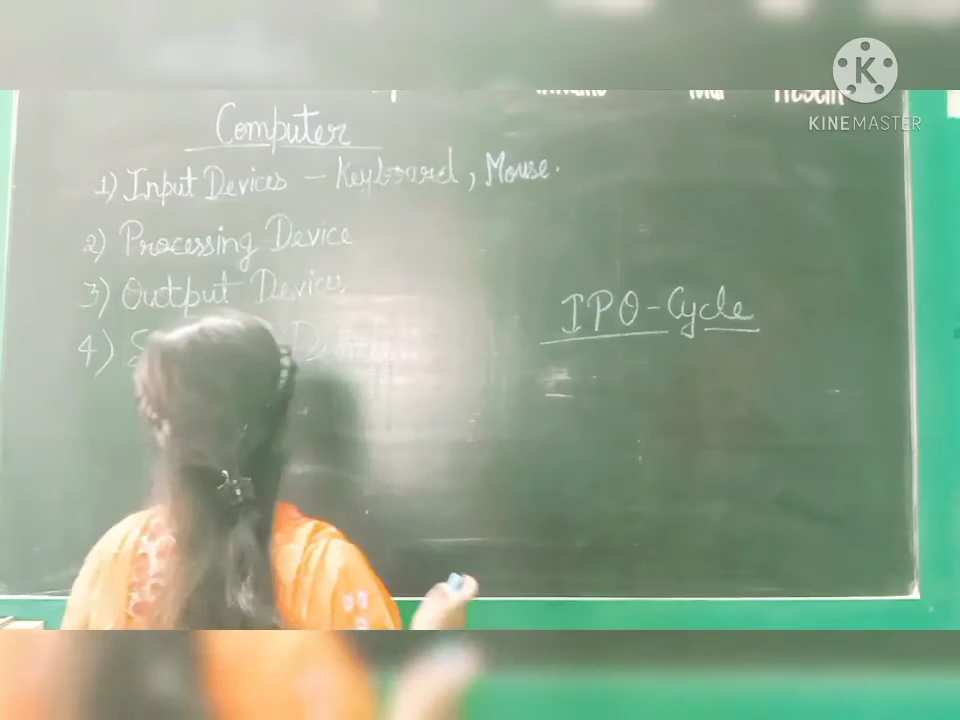 KINEMASTER
Computer
1) Input Devices - Keyboard, Mouse.
2) Processing Device
3) Output Devices
IPO-Cycle
4)